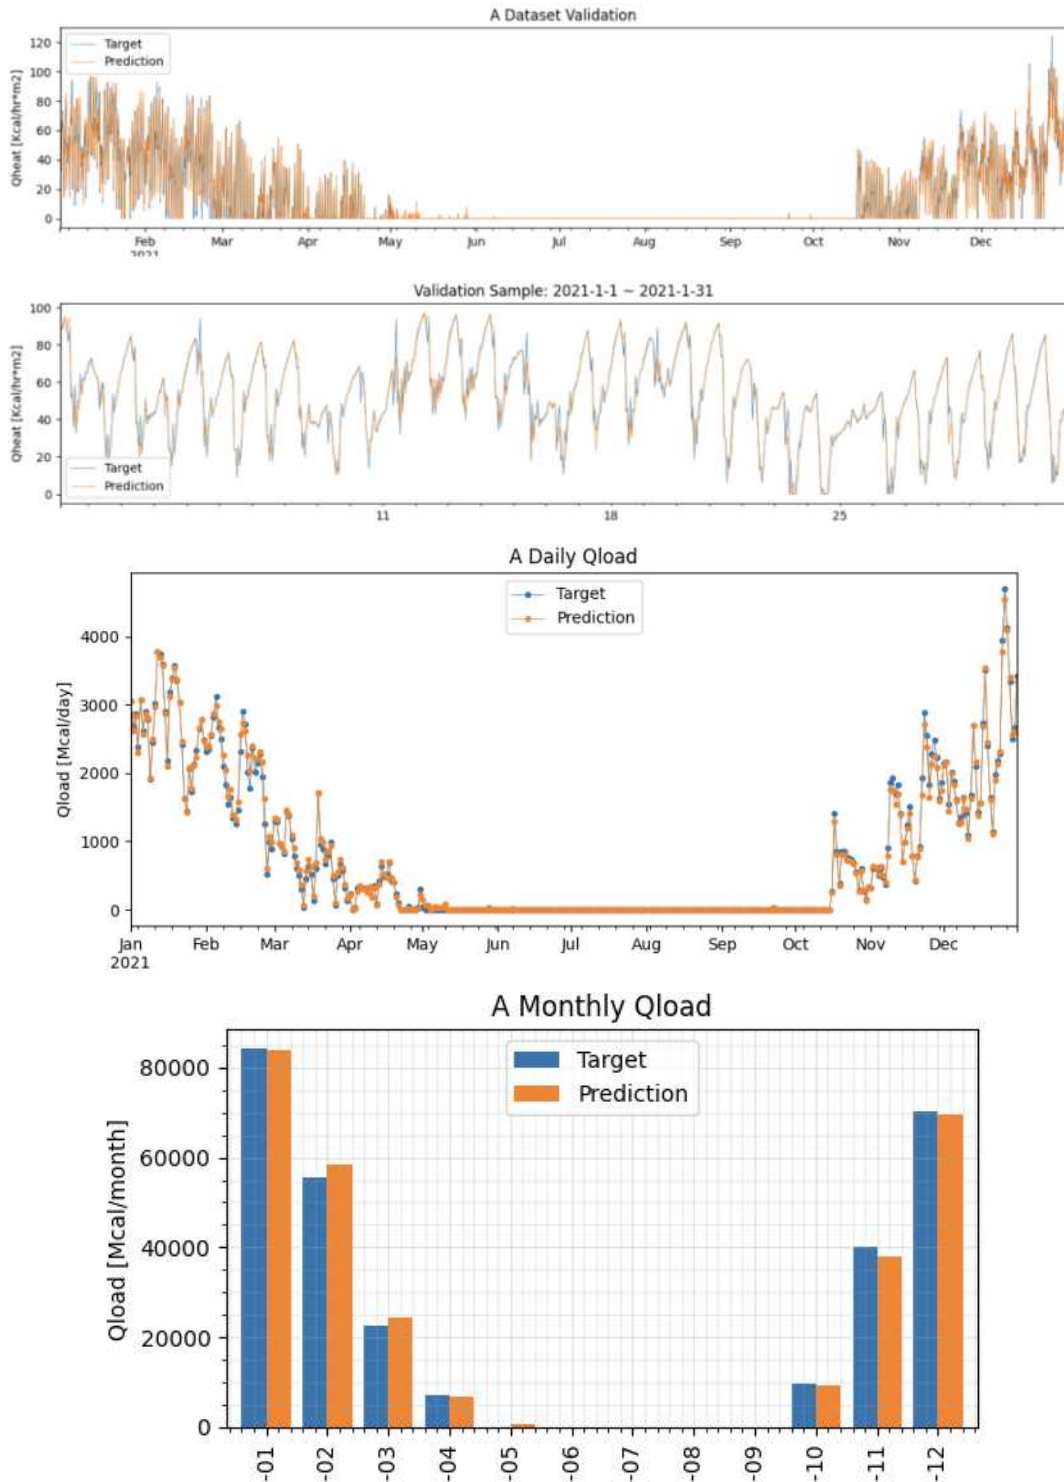 A Dataset Validation
Qheat [Kcal/hr*m2]
120
100
80
60
40
20
0
Target
Prediction
Feb
2021
Mar
Apr
May
Jun
Jul
Aug
Sep
Oct
Nov
Dec
Validation Sample: 2021-1-1 ~ 2021-1-31
Qheat [Kcal/hr*m2]
100
80
60
40
20
0
Target
Prediction
11
18
25
A Daily Qload
Qload [Mcal/day]
4000
3000
2000
1000
0
Target
Prediction
Jan
2021
Feb
Mar
Apr
May
Jun
Jul
Aug
Sep
Oct
Nov
Dec
A Monthly Qload
Qload [Mcal/month]
80000
60000
40000
20000
0
Target
Prediction
-01
-02
-03
-04
-05
-06
-07
-08
-09
-10
-11
-12